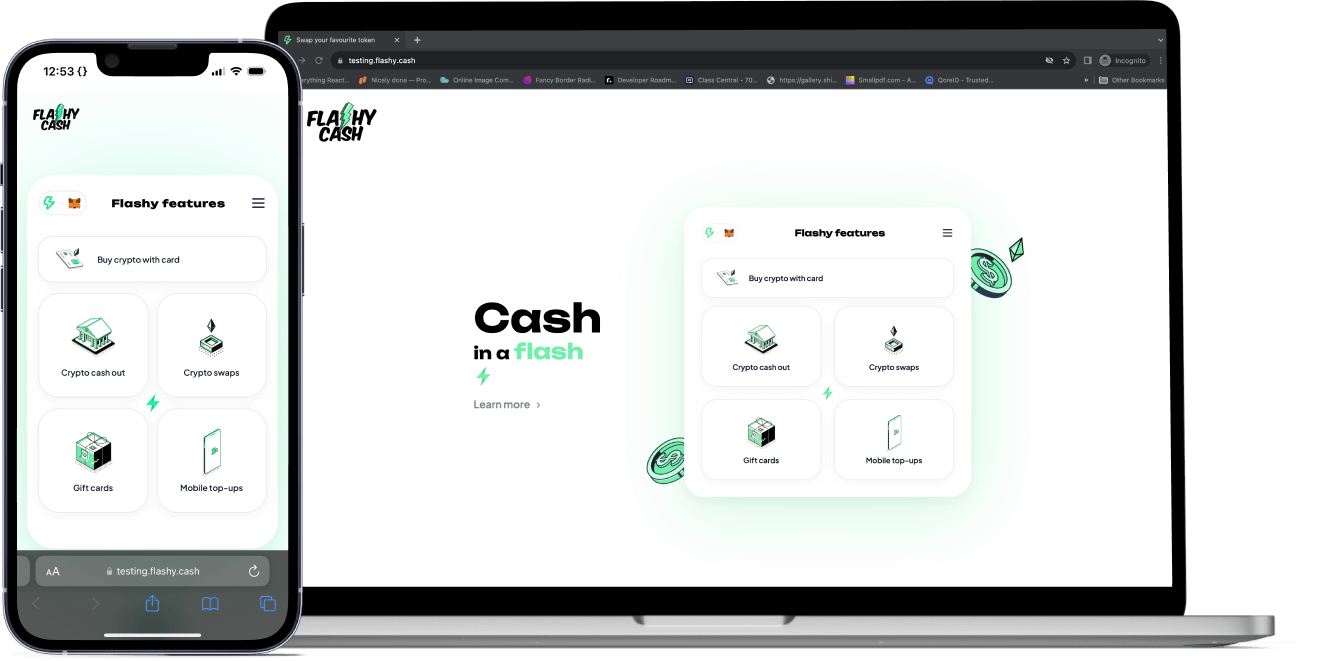 12:53 {}
FLASHY
CASH
Flashy features
Buy crypto with card
Crypto cash out
Crypto swaps
Gift cards
Mobile top-ups
AA
testing.flashy.cash
Swap your favourite token
testing.flashy.cash
Incognito
erything React...
Nicely done — Pro...
Online Image Com...
Fancy Border Radi...
Developer Roadm...
Class Central • 70...
https://gallery.shi...
Smallpdf.com – A...
QoreID – Trusted...
Other Bookmarks
FLASHY
CASH
Cash
in a flash
Learn more
Flashy features
Buy crypto with card
Crypto cash out
Crypto swaps
Gift cards
Mobile top-ups